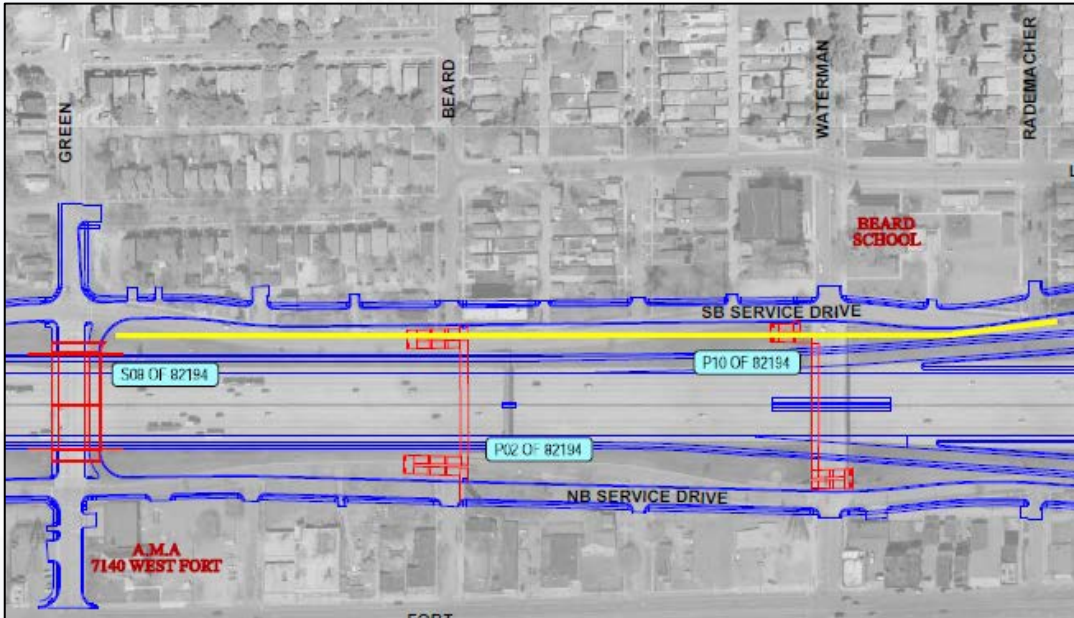 GREEN
BEARD
WATERMAN
RADEMACHER
L
BEARD
SCHOOL
SB SERVICE DRIVE
S08 OF 82194
P10 OF 82194
P02 OF 82194
NB SERVICE DRIVE
A.M.A
7140 WEST FORT
FORT